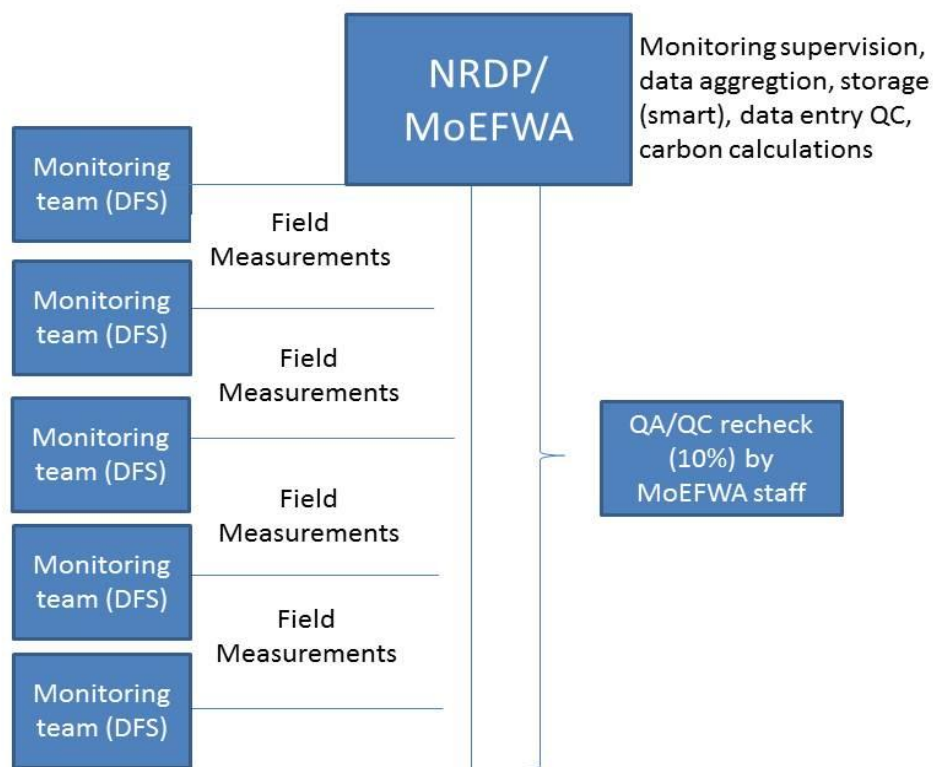 NRDP/
MoEFWA
Monitoring supervision,
data aggregtion, storage
(smart), data entry QC,
carbon calculations
Monitoring
team (DFS)
Field
Measurements
Monitoring
team (DFS)
Field
Measurements
Monitoring
team (DFS)
QA/QC recheck
(10%) by
MoEFWA staff
Field
Measurements
Monitoring
team (DFS)
Field
Measurements
Monitoring
team (DFS)